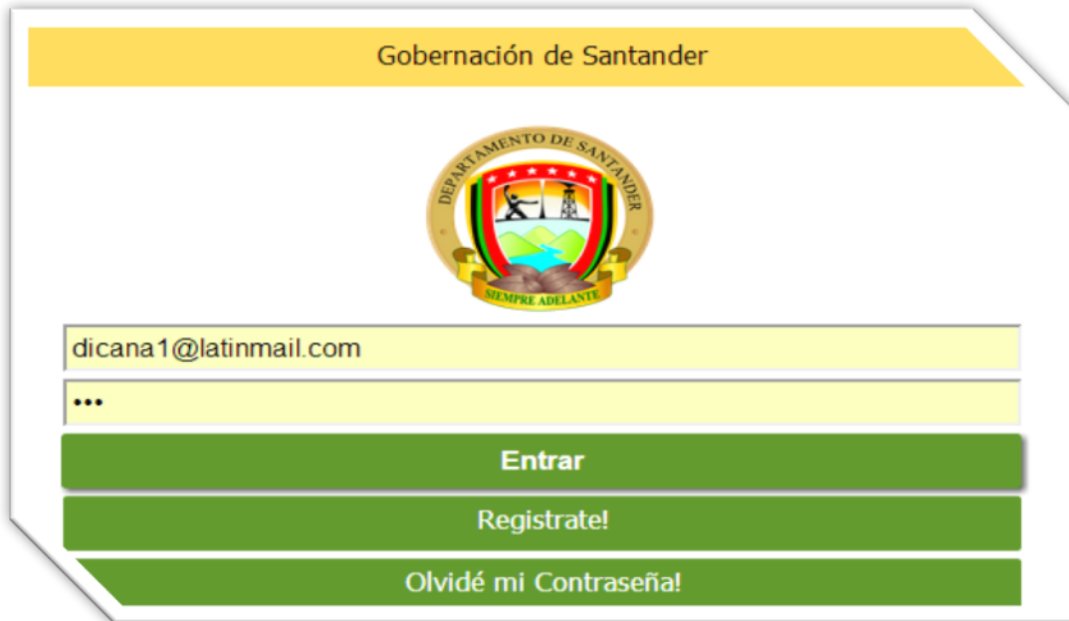 Gobernación de Santander
DEPARTAMENTO DE SANTANDER
SIEMPRE ADELANTE
dicana1@latinmail.com
•••
Entrar
Registrate!
Olvidé mi Contraseña!